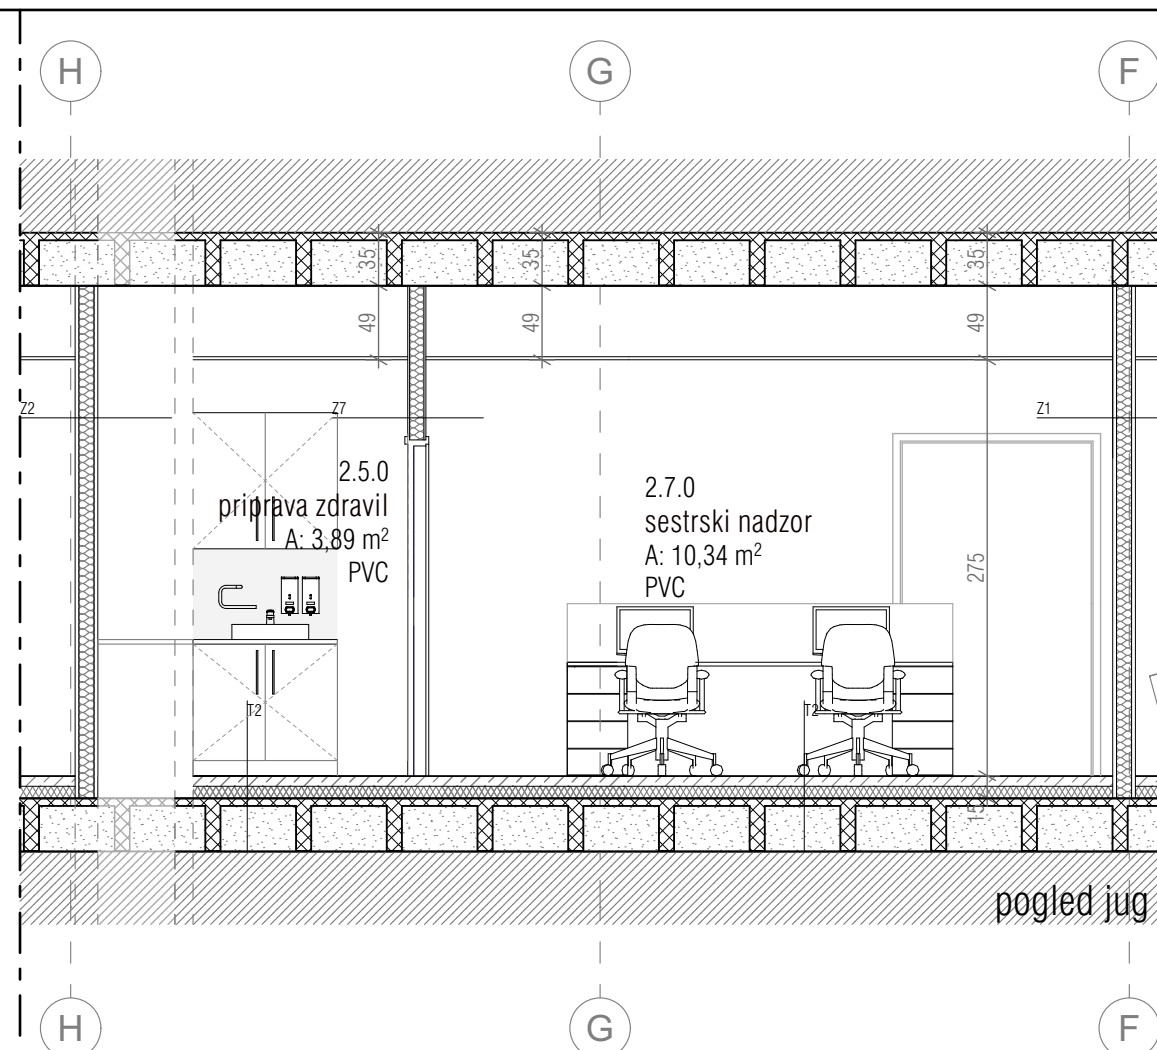 H
G
F
35
35
35
49
49
49
Z2
Z7
Z1
2.5.0
priprava zdravil
A: 3,89 m²
PVC
2.7.0
sestrski nadzor
A: 10,34 m²
PVC
275
T2
T2
15
pogled jug
H
G
F